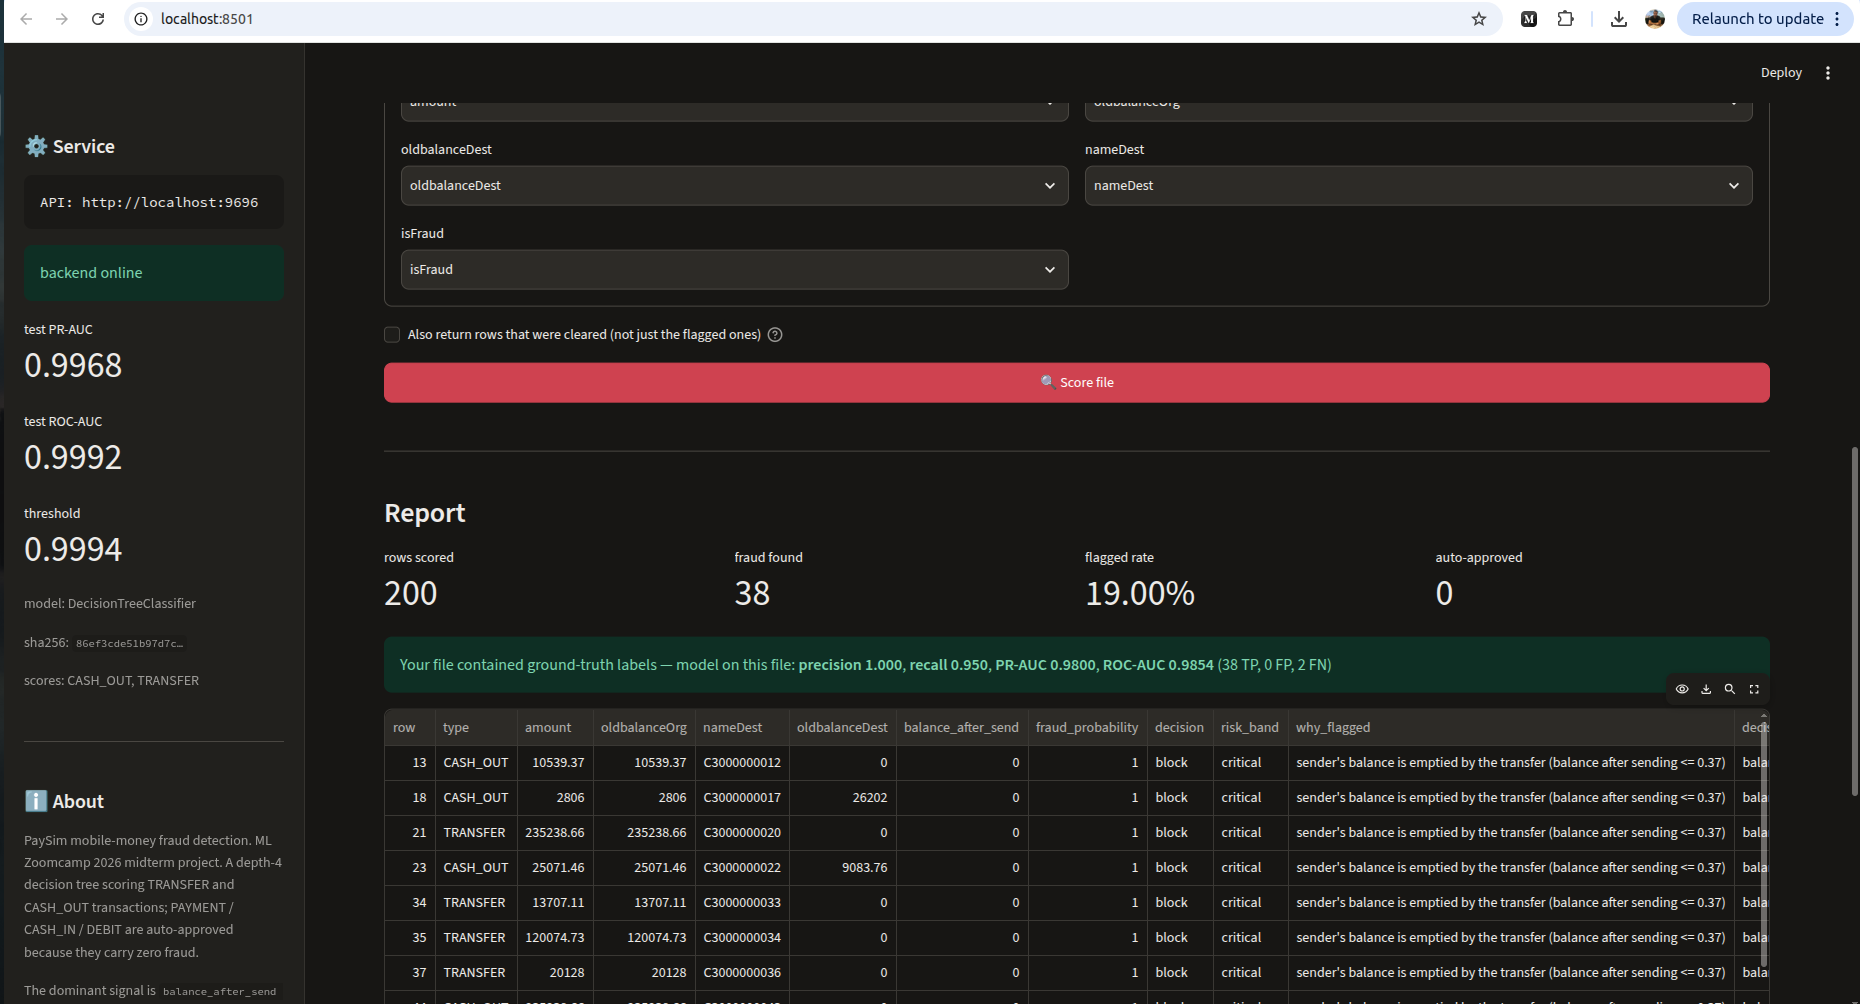 localhost:8501
M
Relaunch to update
Deploy
⚙️ Service
API: http://localhost:9696
backend online
test PR-AUC
0.9968
test ROC-AUC
0.9992
threshold
0.9994
model: DecisionTreeClassifier
sha256: 86ef3cde51b97d7c…
scores: CASH_OUT, TRANSFER
ℹ️ About
PaySim mobile-money fraud detection. ML
Zoomcamp 2026 midterm project. A depth-4
decision tree scoring TRANSFER and
CASH_OUT transactions; PAYMENT /
CASH_IN / DEBIT are auto-approved
because they carry zero fraud.
The dominant signal is balance_after_send
amount oldbalanceOrg
oldbalanceDest nameDest
oldbalanceDest nameDest
isFraud
isFraud
Also return rows that were cleared (not just the flagged ones)
🔍 Score file
Report
rows scored fraud found flagged rate auto-approved
200 38 19.00% 0
Your file contained ground-truth labels — model on this file: precision 1.000, recall 0.950, PR-AUC 0.9800, ROC-AUC 0.9854 (38 TP, 0 FP, 2 FN)
row type amount oldbalanceOrg nameDest oldbalanceDest balance_after_send fraud_probability decision risk_band why_flagged
13 CASH_OUT 10539.37 10539.37 C3000000012 0 0 1 block critical sender's balance is emptied by the transfer (balance after sending <= 0.37)
18 CASH_OUT 2806 2806 C3000000017 26202 0 1 block critical sender's balance is emptied by the transfer (balance after sending <= 0.37)
21 TRANSFER 235238.66 235238.66 C3000000020 0 0 1 block critical sender's balance is emptied by the transfer (balance after sending <= 0.37)
23 CASH_OUT 25071.46 25071.46 C3000000022 9083.76 0 1 block critical sender's balance is emptied by the transfer (balance after sending <= 0.37)
34 TRANSFER 13707.11 13707.11 C3000000033 0 0 1 block critical sender's balance is emptied by the transfer (balance after sending <= 0.37)
35 TRANSFER 120074.73 120074.73 C3000000034 0 0 1 block critical sender's balance is emptied by the transfer (balance after sending <= 0.37)
37 TRANSFER 20128 20128 C3000000036 0 0 1 block critical sender's balance is emptied by the transfer (balance after sending <= 0.37)